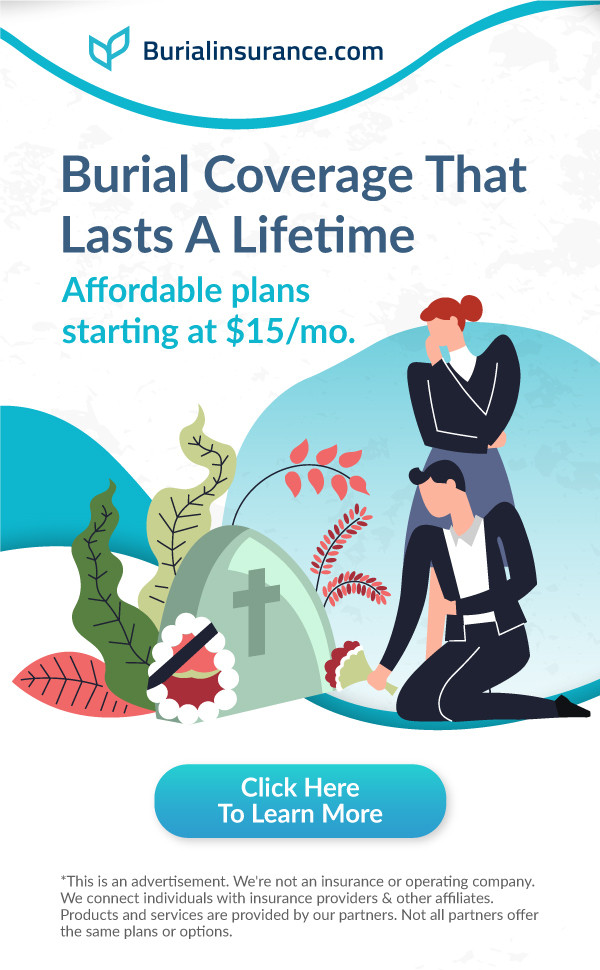 Burialinsurance.com
Burial Coverage That
Lasts A Lifetime
Affordable plans
starting at $15/mo.
Click Here
To Learn More
*This is an advertisement. We're not an insurance or operating company.
We connect individuals with insurance providers & other affiliates.
Products and services are provided by our partners. Not all partners offer
the same plans or options.